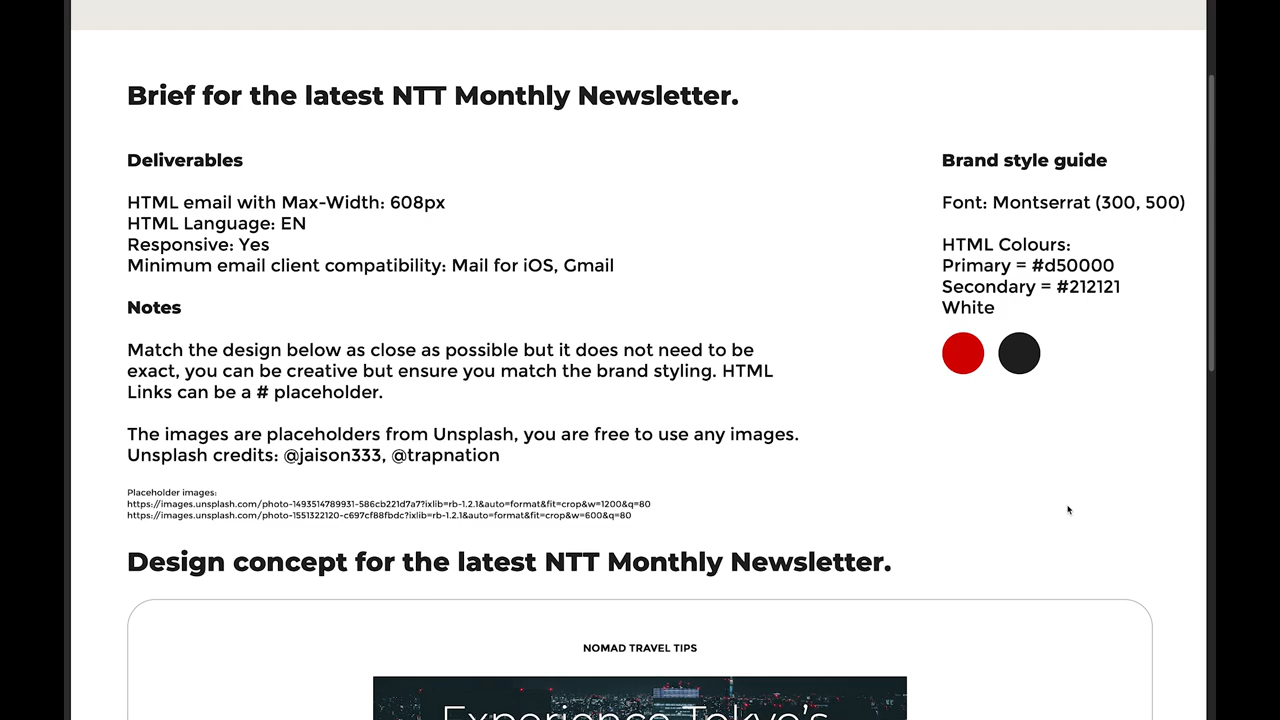 Brief for the latest NTT Monthly Newsletter.
Deliverables
HTML email with Max-Width: 608px
HTML Language: EN
Responsive: Yes
Minimum email client compatibility: Mail for iOS, Gmail
Notes
Match the design below as close as possible but it does not need to be
exact, you can be creative but ensure you match the brand styling. HTML
Links can be a # placeholder.
The images are placeholders from Unsplash, you are free to use any images.
Unsplash credits: @jaison333, @trapnation
Placeholder images:
https://images.unsplash.com/photo-1493514789931-586cb221d7a7?ixlib=rb-1.2.1&auto=format&fit=crop&w=1200&q=80
https://images.unsplash.com/photo-1551322120-c697cf88fbdc?ixlib=rb-1.2.1&auto=format&fit=crop&w=600&q=80
Brand style guide
Font: Montserrat (300, 500)
HTML Colours:
Primary = #d50000
Secondary = #212121
White
Design concept for the latest NTT Monthly Newsletter.
NOMAD TRAVEL TIPS
Experience Tokyo's